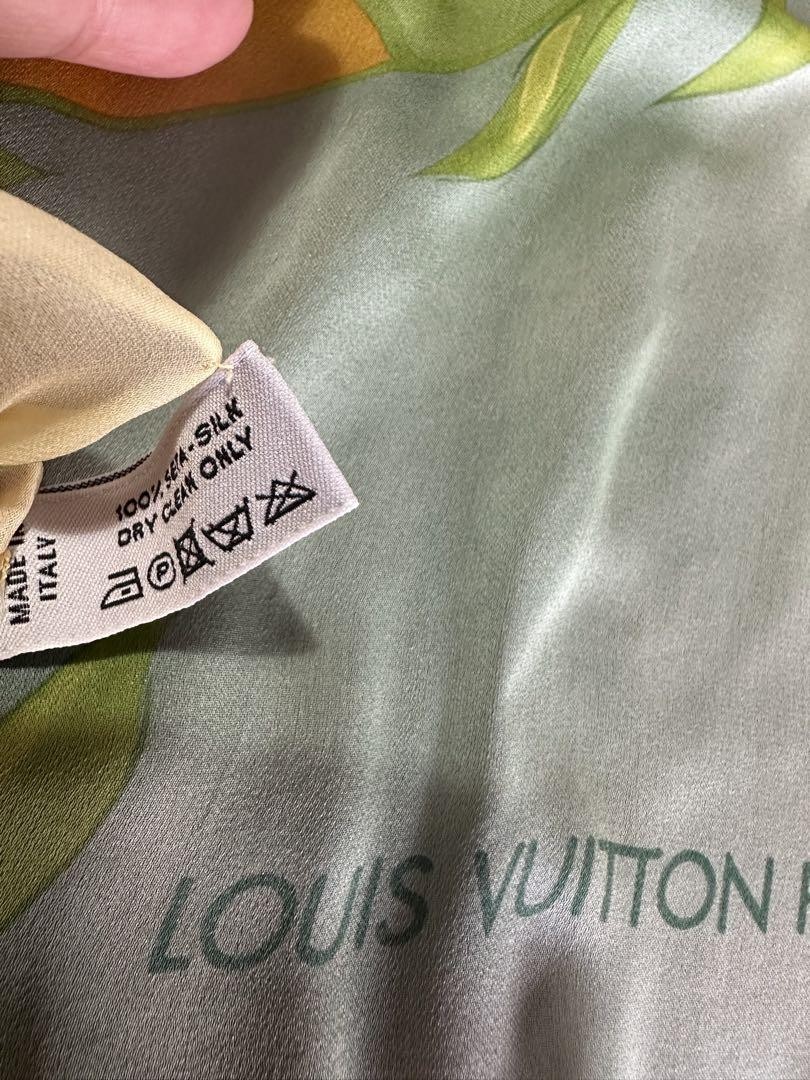 100% SETA-SILK
DRY CLEAN ONLY
P
MADE IN
ITALY
LOUIS VUITTON